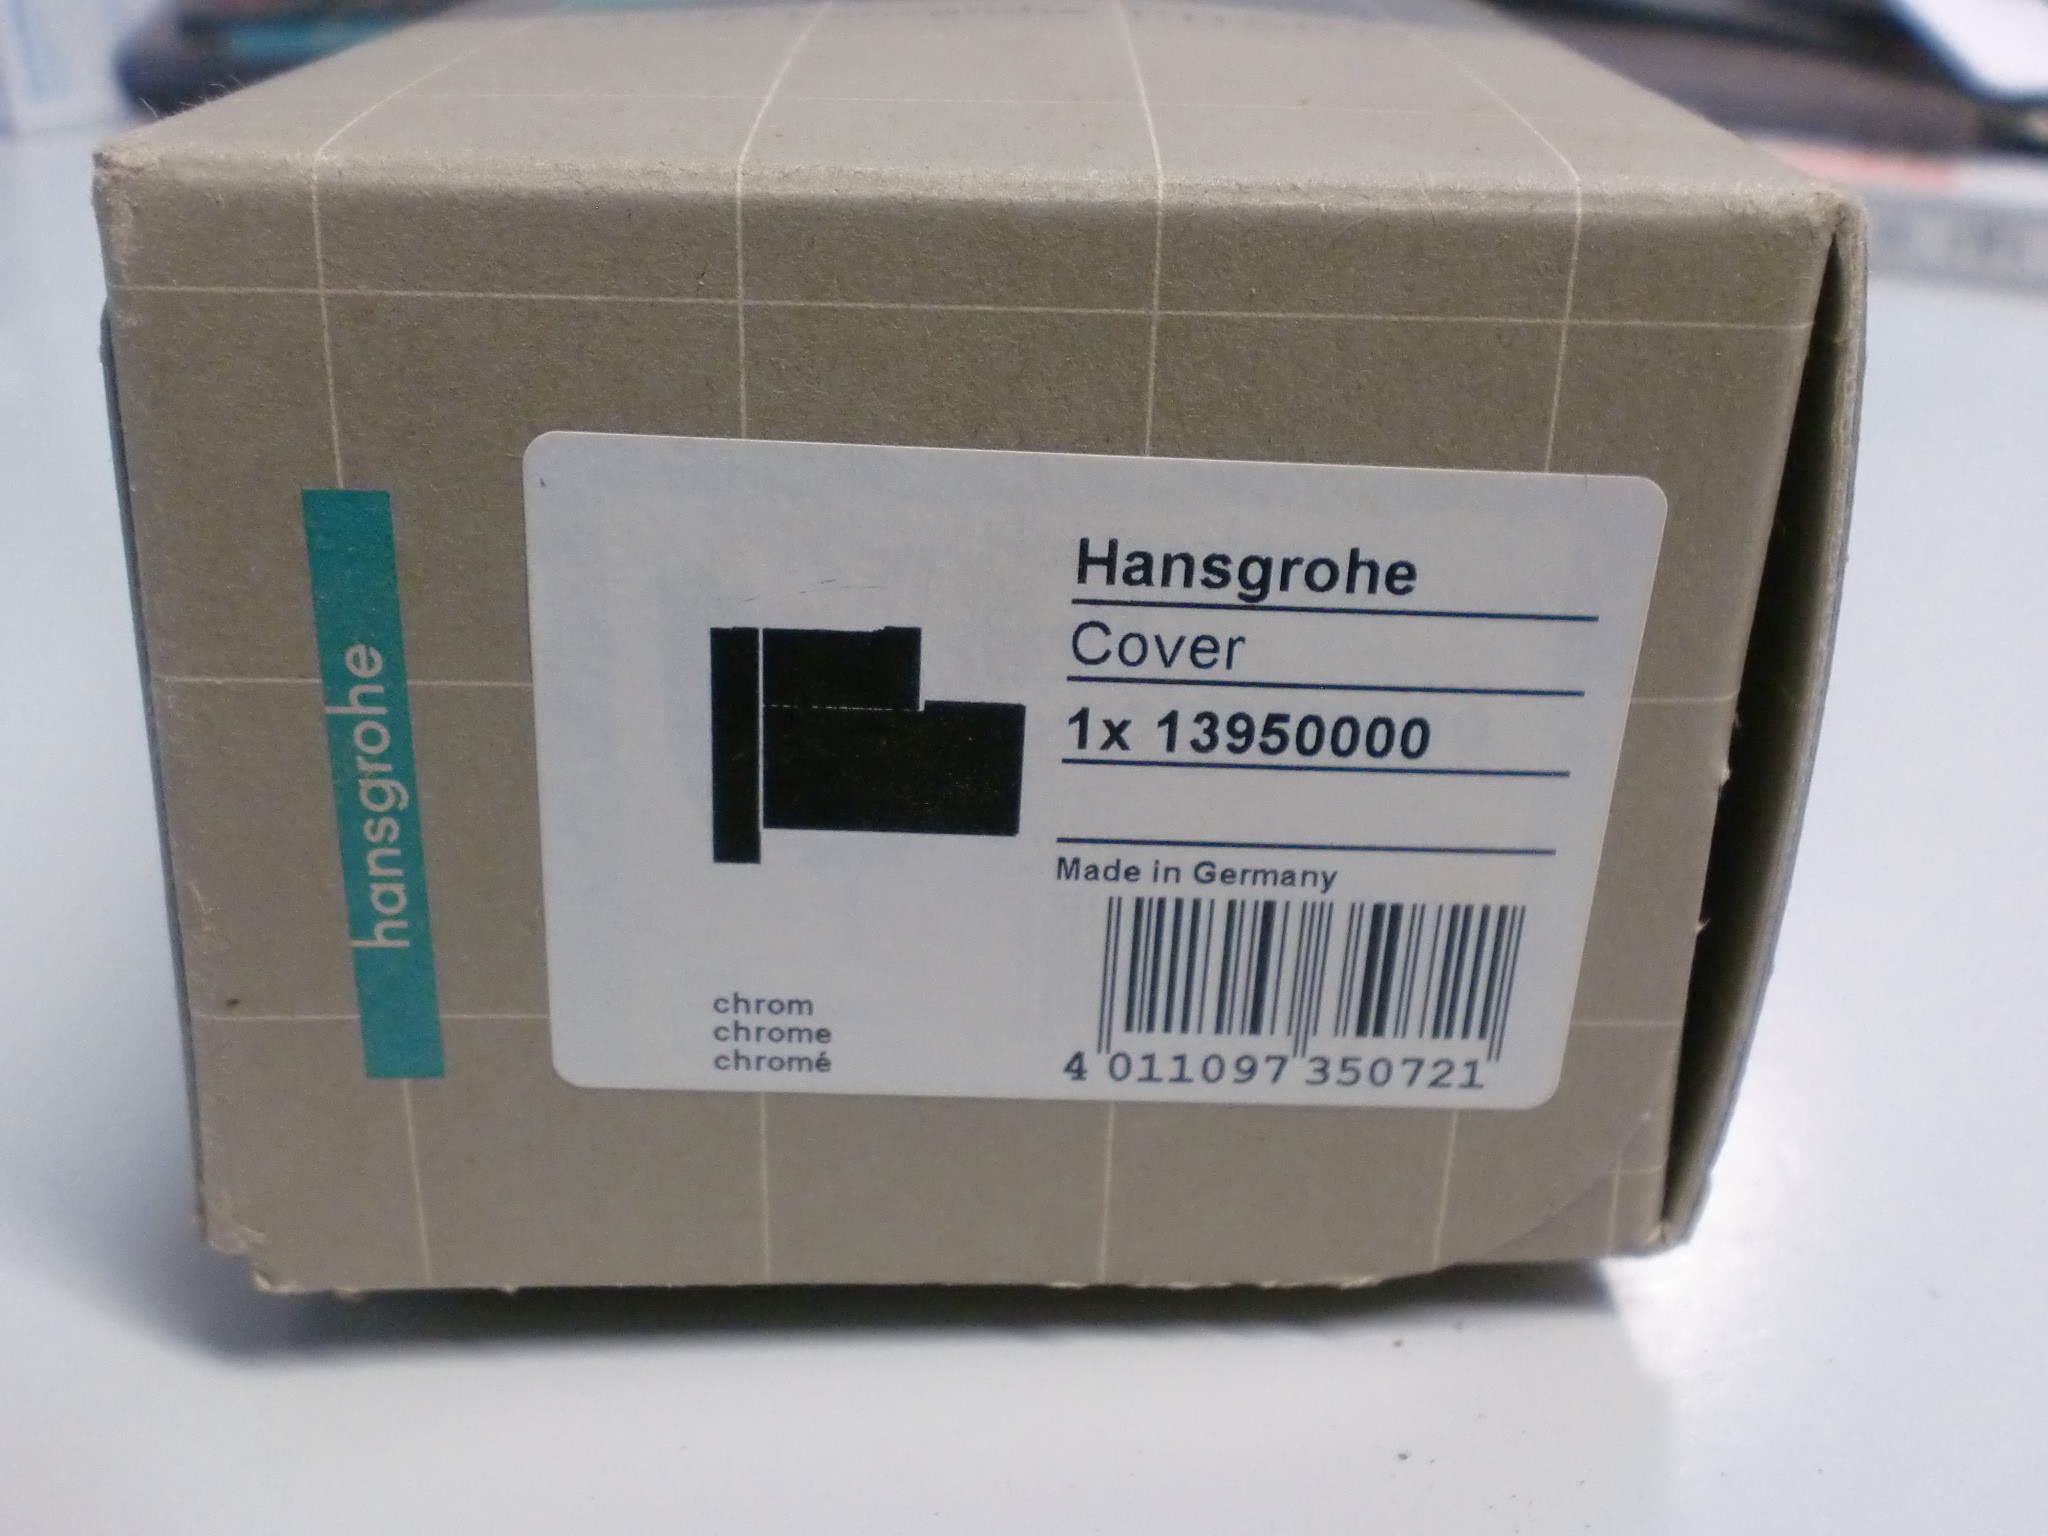 hansgrohe
Hansgrohe
Cover
1x 13950000
Made in Germany
chrom
chrome
chromé
4 011097 350721